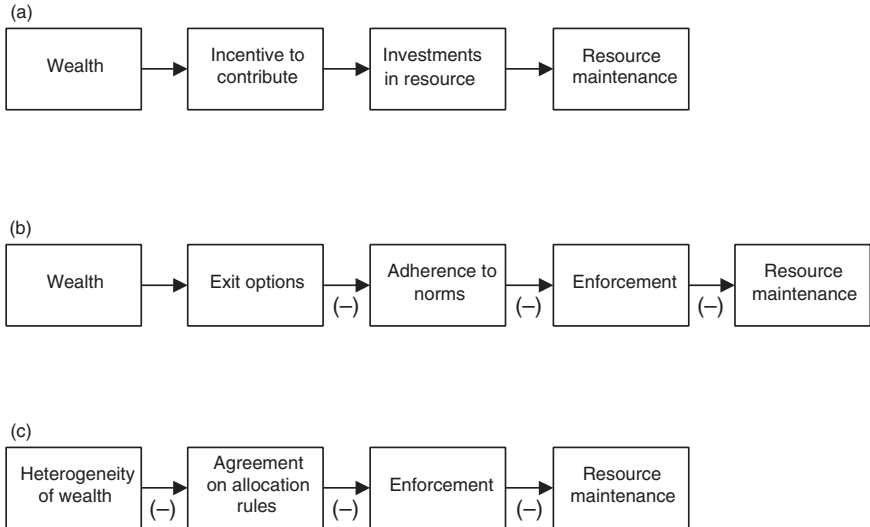 (a)
Wealth
Incentive to
contribute
Investments
in resource
Resource
maintenance
(b)
Wealth
Exit options
(–)
Adherence to
norms
(–)
Enforcement
(–)
Resource
maintenance
(c)
Heterogeneity
of wealth
(–)
Agreement
on allocation
rules
(–)
Enforcement
(–)
Resource
maintenance